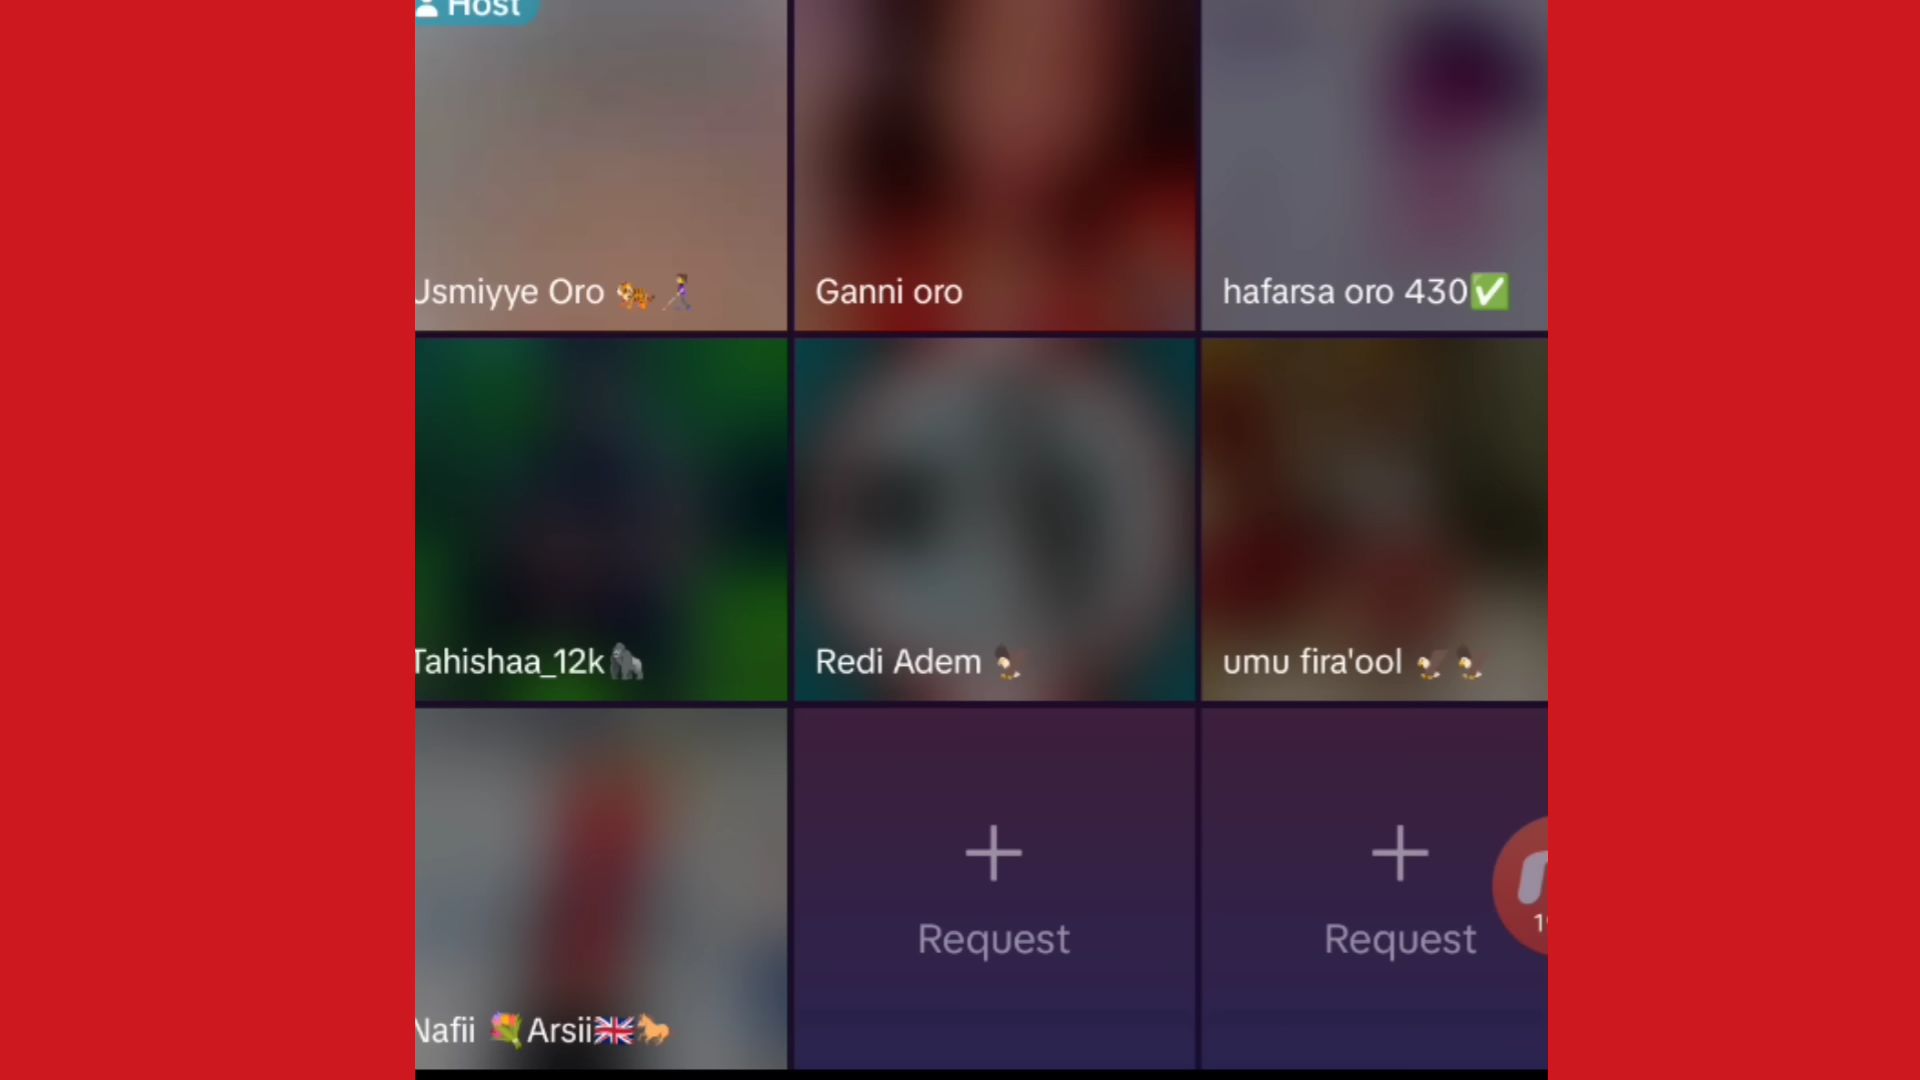 Host
Usmiyye Oro 🐅👩‍🦯
Ganni oro
hafarsa oro 430✅
Tahishaa_12k🦍
Redi Adem 🦅
umu fira'ool 🦅🦅
Nafii 💐Arsii🇬🇧🐎
Request
Request